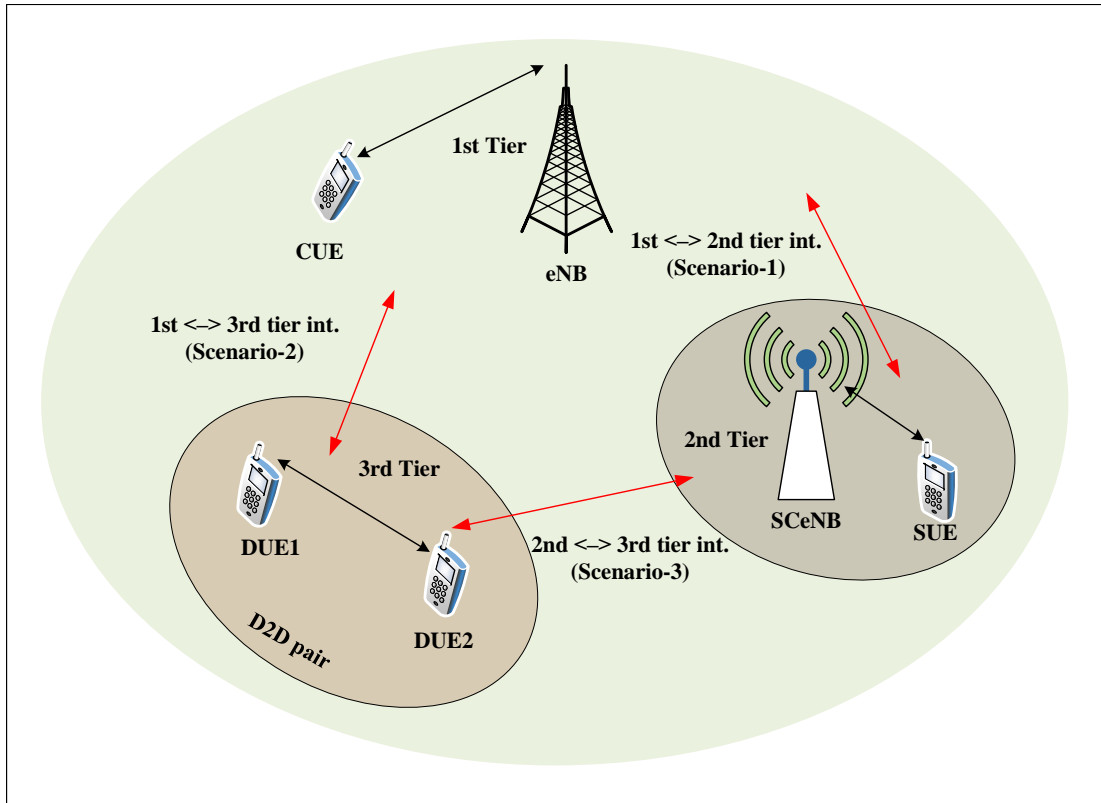 1st Tier
CUE
eNB
1st <–> 2nd tier int.
(Scenario-1)
1st <–> 3rd tier int.
(Scenario-2)
2nd Tier
3rd Tier
SCeNB
SUE
DUE1
2nd <–> 3rd tier int.
(Scenario-3)
DUE2
D2D pair